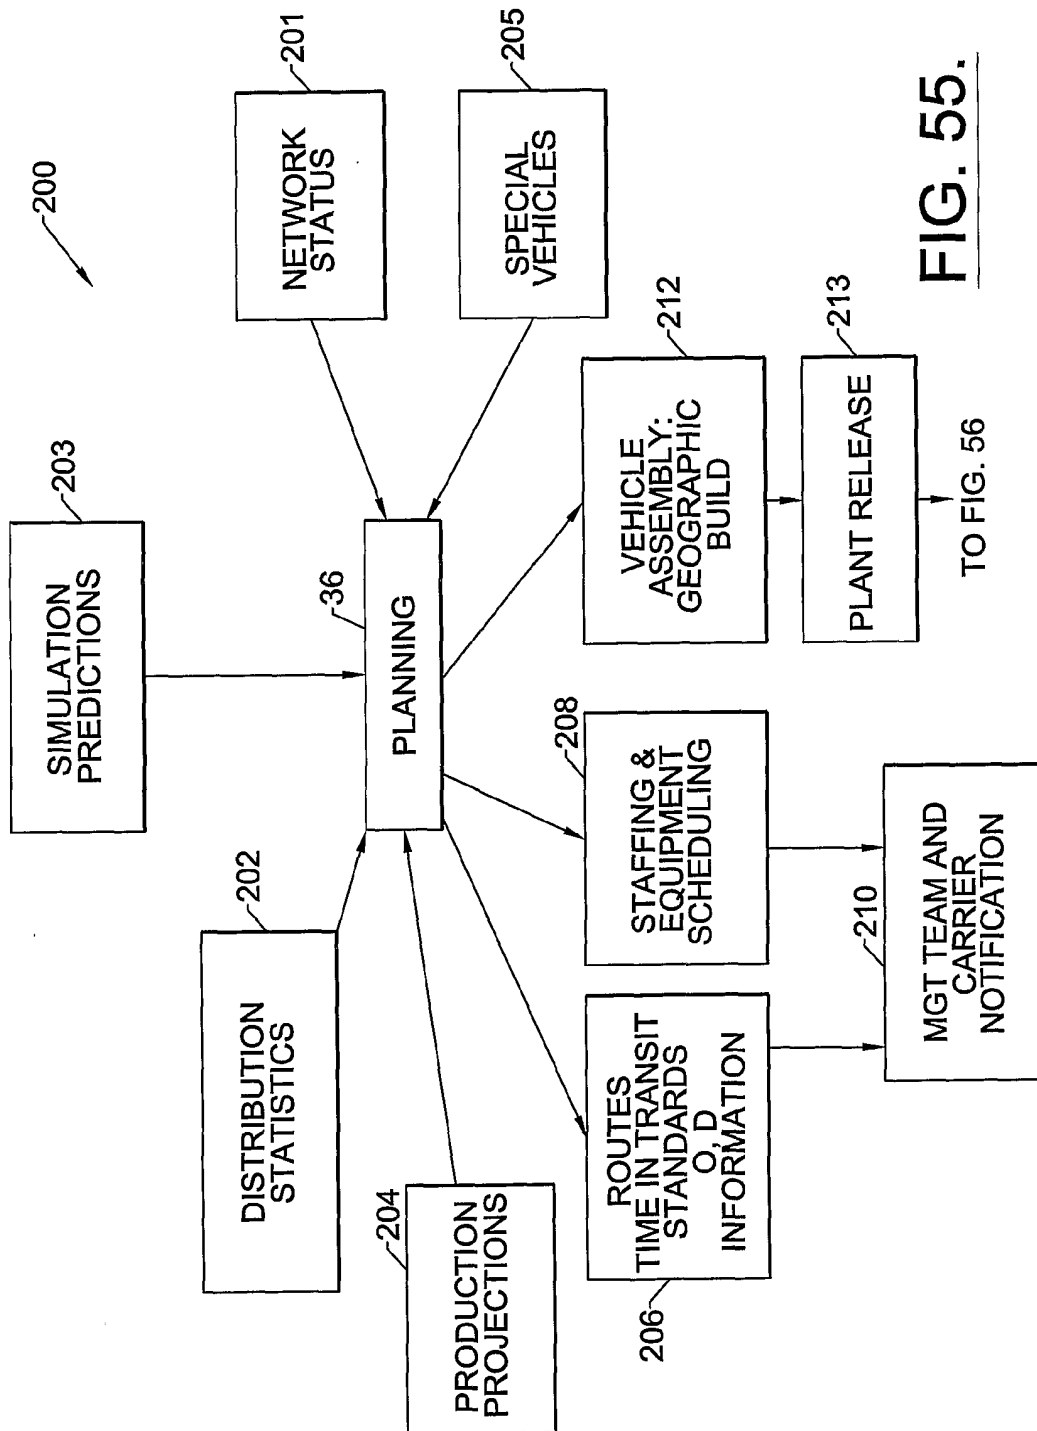 200
203
SIMULATION
PREDICTIONS
202
DISTRIBUTION
STATISTICS
201
NETWORK
STATUS
204
PRODUCTION
PROJECTIONS
36
PLANNING
205
SPECIAL
VEHICLES
206
ROUTES
TIME IN TRANSIT
STANDARDS
O, D
INFORMATION
208
STAFFING &
EQUIPMENT
SCHEDULING
212
VEHICLE
ASSEMBLY:
GEOGRAPHIC
BUILD
213
PLANT RELEASE
210
MGT TEAM AND
CARRIER
NOTIFICATION
TO FIG. 56
FIG. 55.